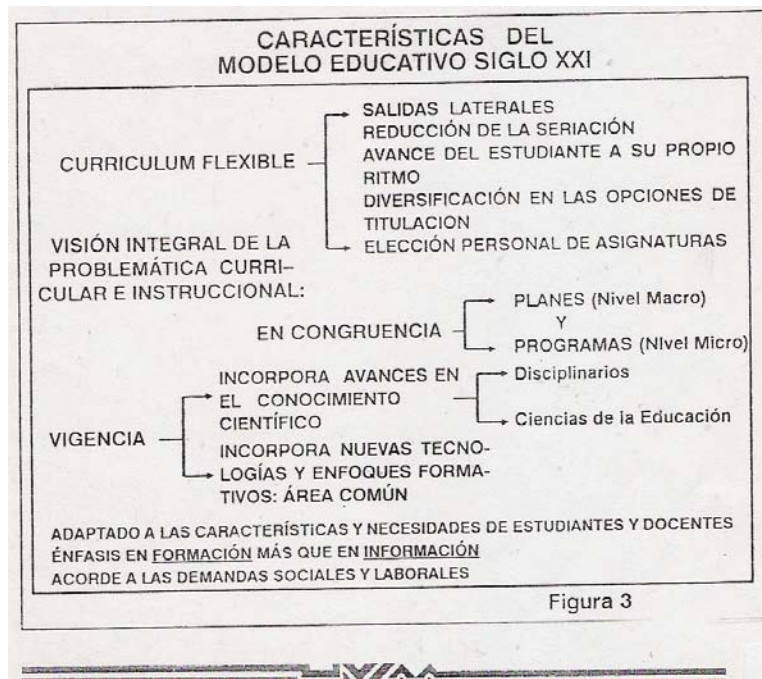 CARACTERÍSTICAS DEL
MODELO EDUCATIVO SIGLO XXI
CURRICULUM FLEXIBLE
SALIDAS LATERALES
REDUCCIÓN DE LA SERIACIÓN
AVANCE DEL ESTUDIANTE A SU PROPIO
RITMO
DIVERSIFICACIÓN EN LAS OPCIONES DE
TITULACION
ELECCIÓN PERSONAL DE ASIGNATURAS
VISIÓN INTEGRAL DE LA
PROBLEMÁTICA CURRI-
CULAR E INSTRUCCIONAL:
EN CONGRUENCIA
PLANES (Nivel Macro)
Y
PROGRAMAS (NIvel Micro)
VIGENCIA
INCORPORA AVANCES EN
EL CONOCIMIENTO
CIENTÍFICO
Disciplinarios
Ciencias de la Educación
INCORPORA NUEVAS TECNO-
LOGÍAS Y ENFOQUES FORMA-
TIVOS: ÁREA COMÚN
ADAPTADO A LAS CARACTERÍSTiCAS Y NECESIDADES DE ESTUDIANTES Y DOCENTES
ÉNFASIS EN FORMACIÓN MÁS QUE EN INFORMACIÓN
ACORDE A LAS DEMANDAS SOCIALES Y LABORALES
Figura 3